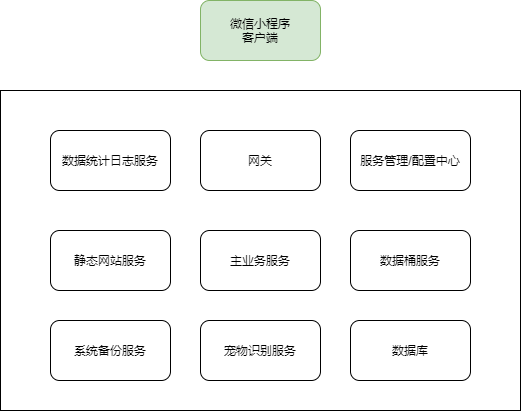 微信小程序
客户端
数据统计日志服务
网关
服务管理/配置中心
静态网站服务
主业务服务
数据桶服务
系统备份服务
宠物识别服务
数据库